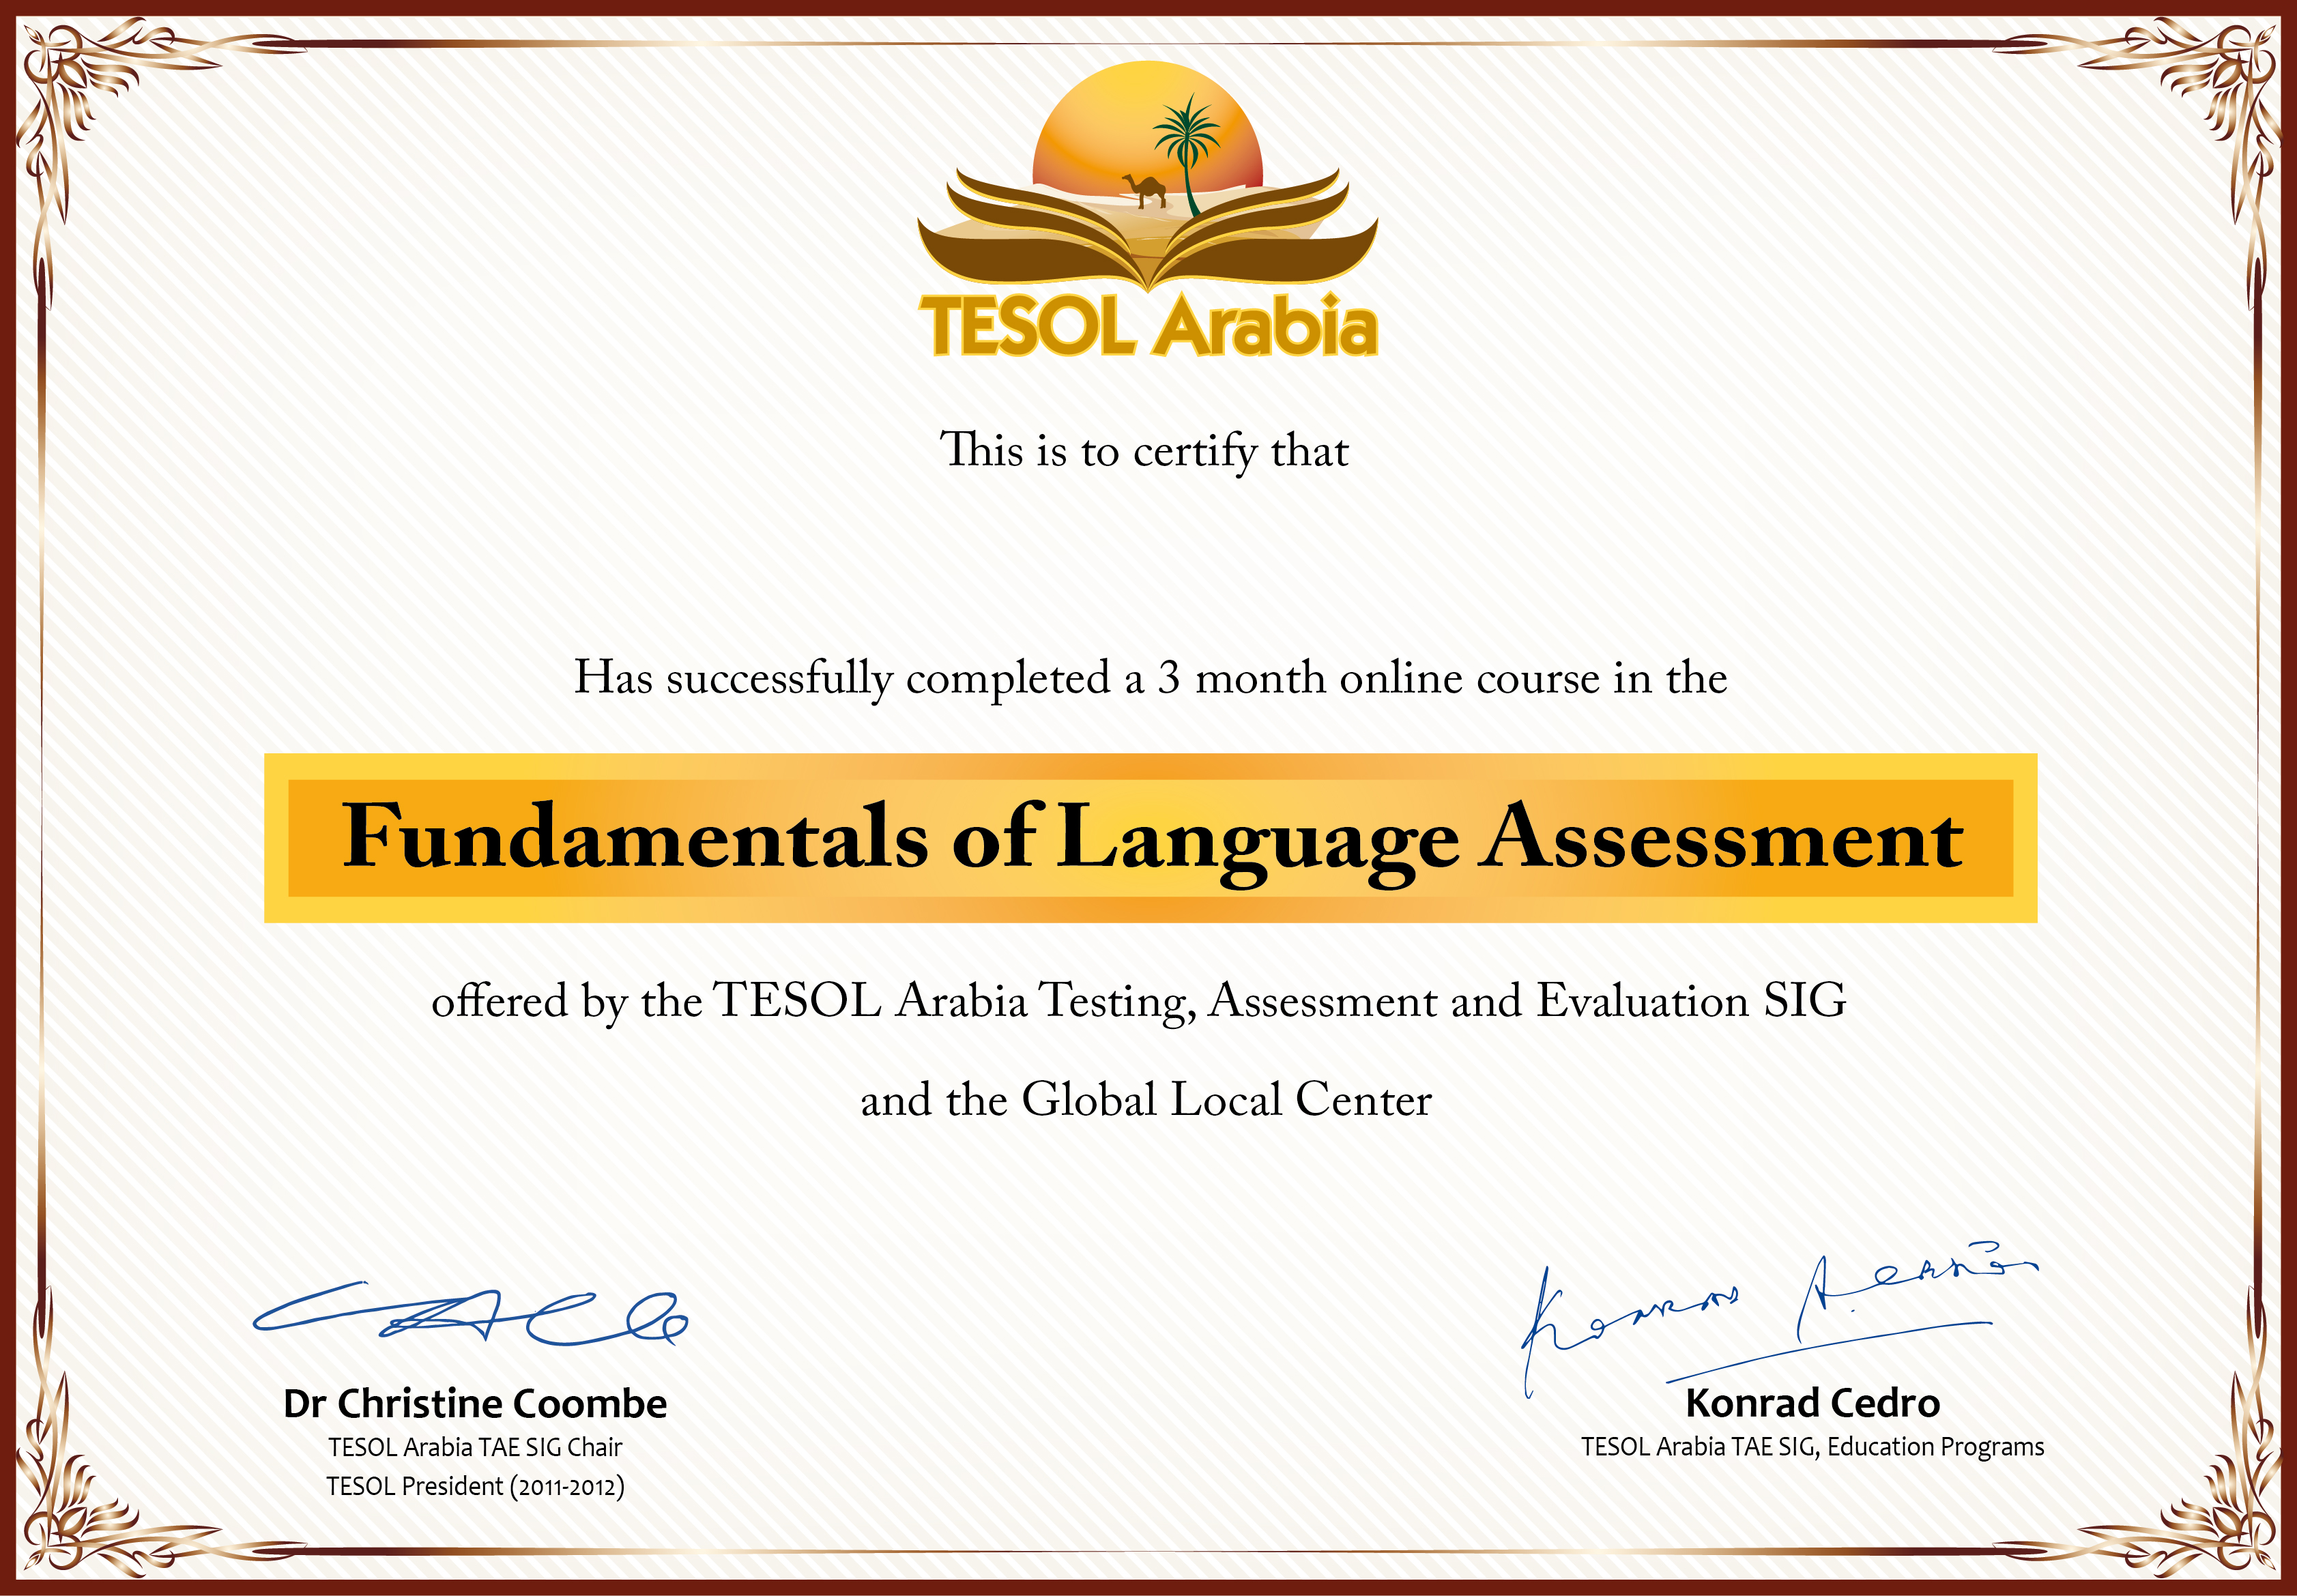 TESOL Arabia
This is to certify that
Has successfully completed a 3 month online course in the
Fundamentals of Language Assessment
offered by the TESOL Arabia Testing, Assessment and Evaluation SIG
and the Global Local Center
Dr Christine Coombe
TESOL Arabia TAE SIG Chair
TESOL President (2011-2012)
Konrad Cedro
TESOL Arabia TAE SIG, Education Programs